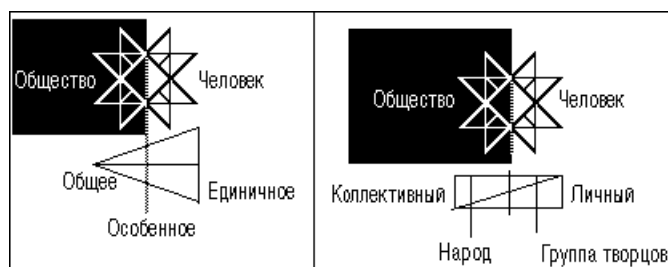 Общество
Человек
Общее
Единичное
Особенное
Общество
Человек
Коллективный
Личный
Народ
Группа творцов